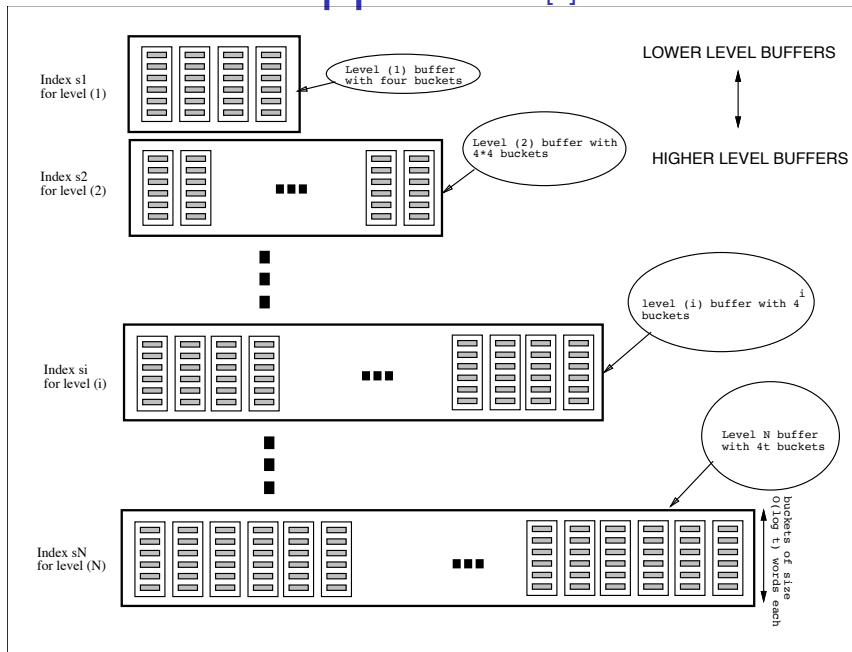 LOWER LEVEL BUFFERS
HIGHER LEVEL BUFFERS
Index s1
for level (1)
Level (1) buffer
with four buckets
Index s2
for level (2)
Level (2) buffer with
4*4 buckets
Index si
for level (i)
level (i) buffer with 4^i
buckets
Index sN
for level (N)
Level N buffer
with 4t buckets
buckets of size
O(log t) words each